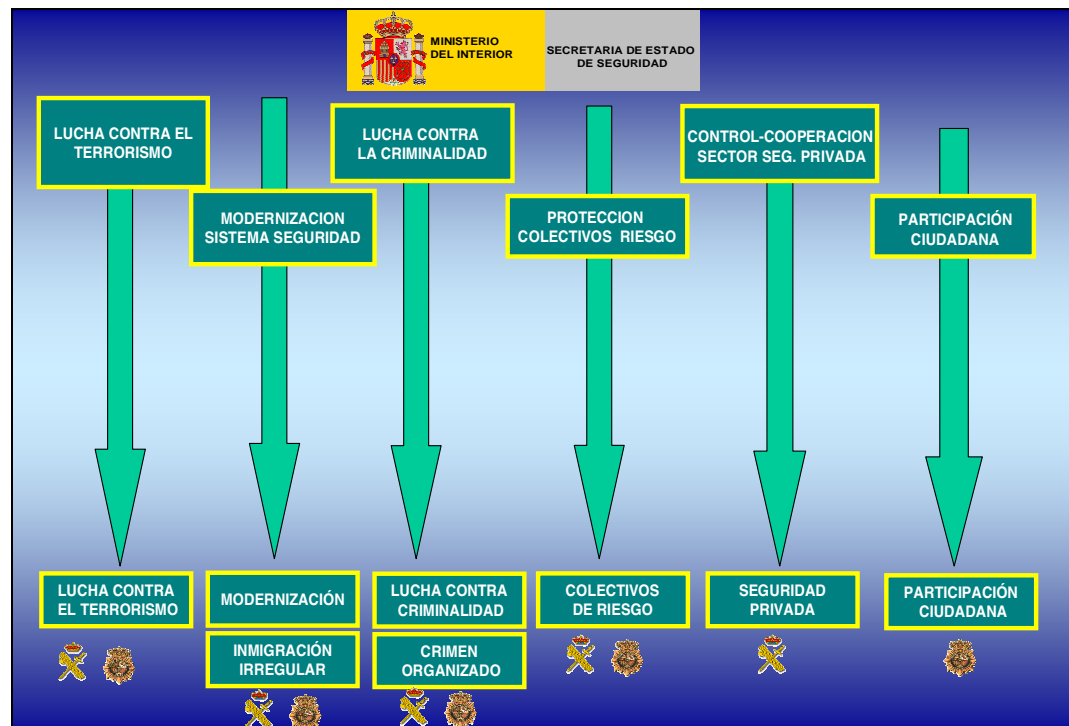 MINISTERIO
DEL INTERIOR
SECRETARIA DE ESTADO
DE SEGURIDAD
LUCHA CONTRA EL
TERRORISMO
MODERNIZACION
SISTEMA SEGURIDAD
LUCHA CONTRA
LA CRIMINALIDAD
PROTECCION
COLECTIVOS RIESGO
CONTROL-COOPERACION
SECTOR SEG. PRIVADA
PARTICIPACIÓN
CIUDADANA
LUCHA CONTRA
EL TERRORISMO
MODERNIZACIÓN
INMIGRACIÓN
IRREGULAR
LUCHA CONTRA
CRIMINALIDAD
CRIMEN
ORGANIZADO
COLECTIVOS
DE RIESGO
SEGURIDAD
PRIVADA
PARTICIPACIÓN
CIUDADANA